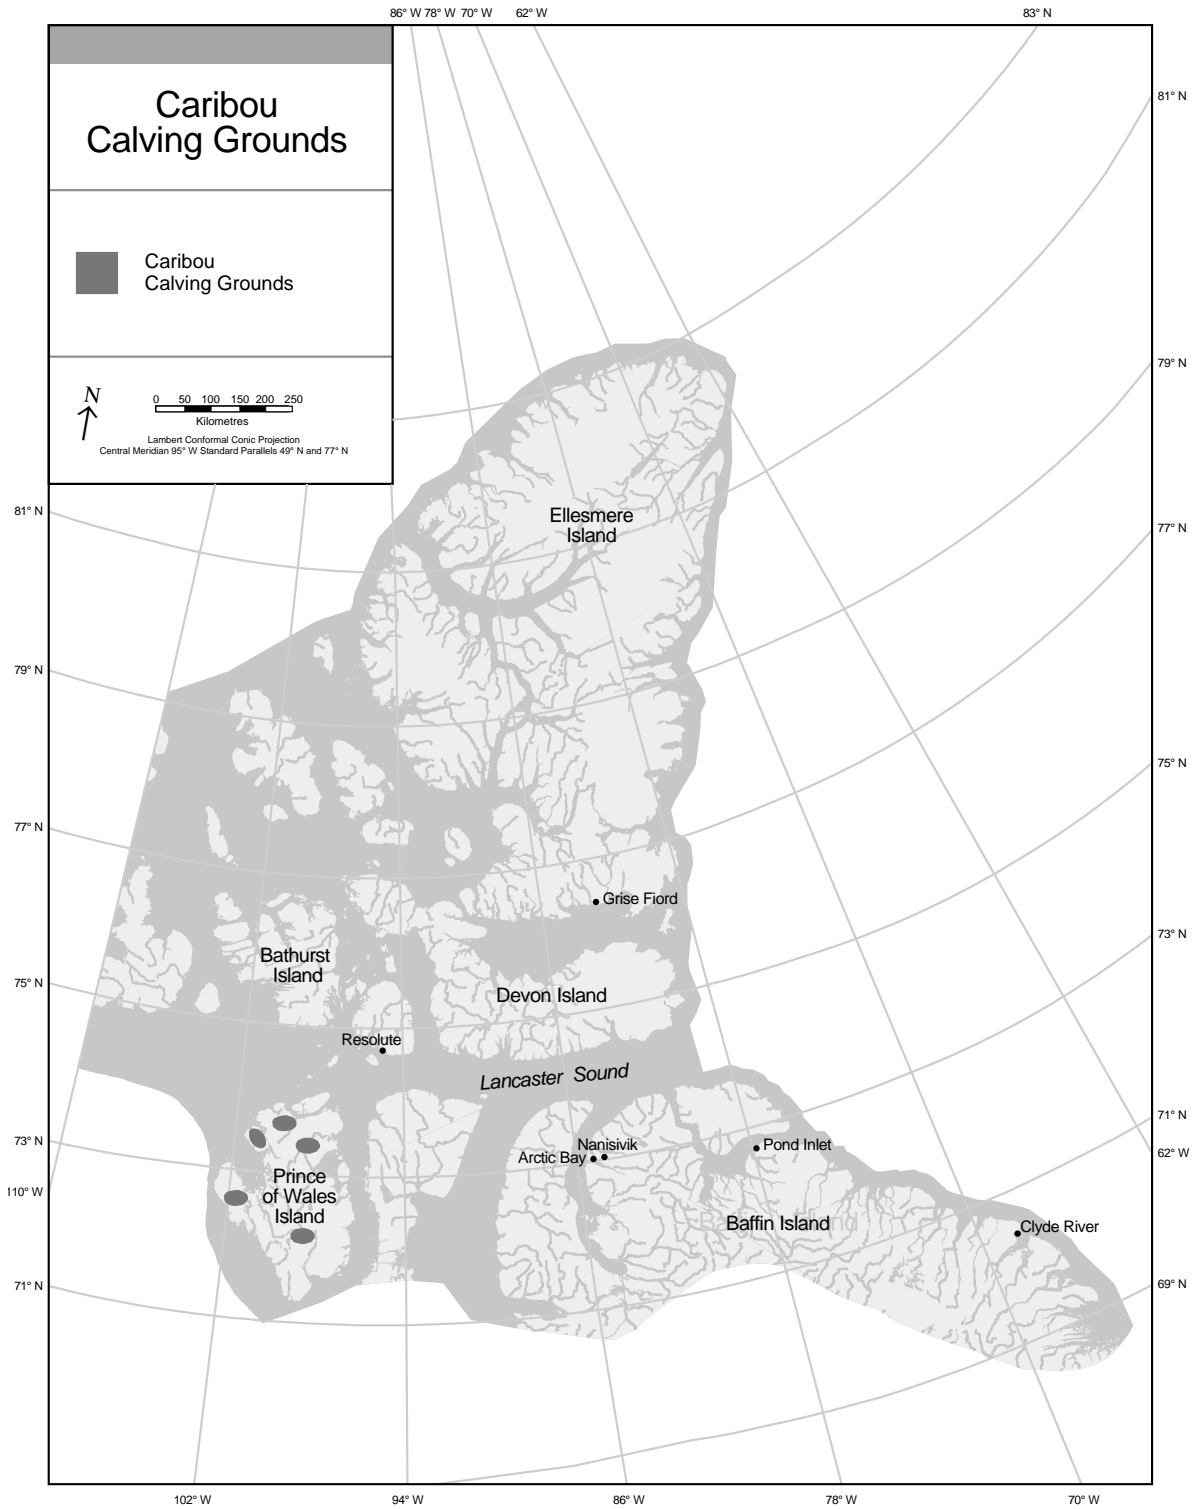 86° W 78° W 70° W 62° W 83° N
Caribou
Calving Grounds
Caribou
Calving Grounds
N
0 50 100 150 200 250
Kilometres
Lambert Conformal Conic Projection
Central Meridian 95° W Standard Parallels 49° N and 77° N
81° N
79° N
77° N
75° N
73° N
71° N
62° W
69° N
81° N
79° N
77° N
75° N
73° N
110° W
71° N
Ellesmere
Island
Grise Fiord
Bathurst
Island
Devon Island
Resolute
Lancaster Sound
Nanisivik
Arctic Bay
Pond Inlet
Prince
of Wales
Island
Baffin Island
Clyde River
102° W 94° W 86° W 78° W 70° W